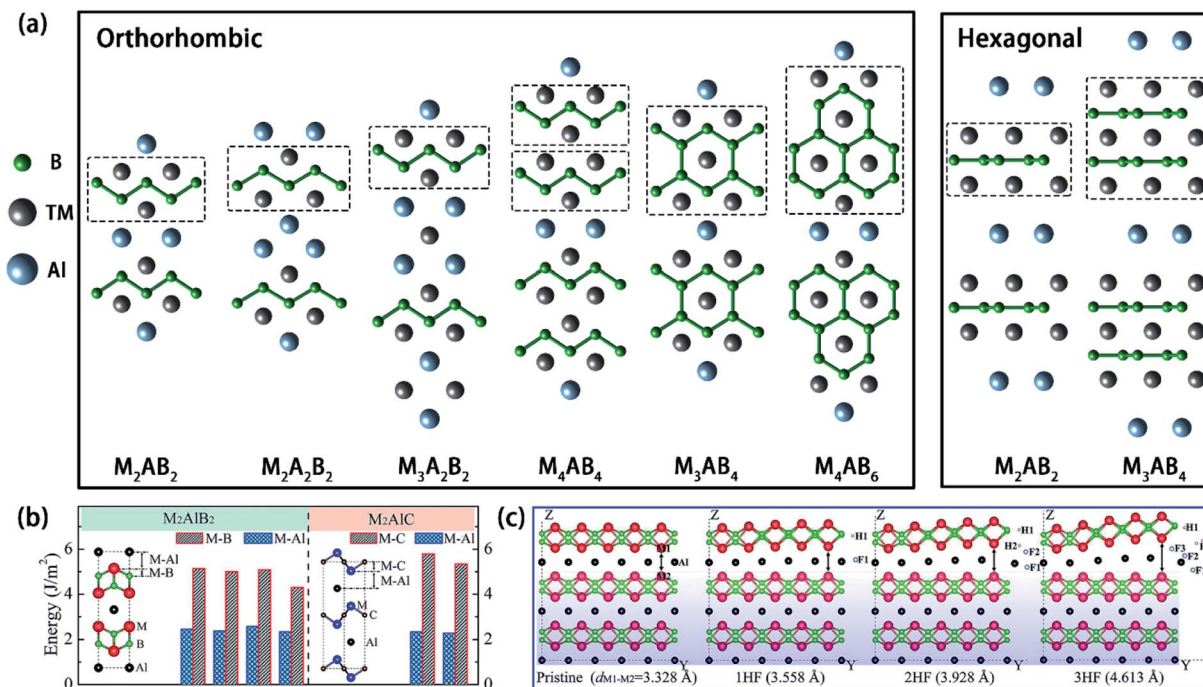 (a)
Orthorhombic
Hexagonal
B
TM
Al
M₂AB₂
M₂A₂B₂
M₃A₂B₂
M₄AB₄
M₃AB₄
M₄AB₆
M₂AB₂
M₃AB₄
(b)
M₂AlB₂
M₂AlC
M-B
M-Al
M-C
M-Al
Energy (J/m²)
6
4
2
0
M-Al
M-B
M
B
Al
M-C
M-Al
M
C
Al
6
4
2
0
(c)
Z
Z
Z
Z
M1
Al
M2
H1
F1
H2
H1
F2
F1
H1
F3
F2
Y
Y
Y
Y
Pristine (dM1-M2=3.328 Å)
1HF (3.558 Å)
2HF (3.928 Å)
3HF (4.613 Å)